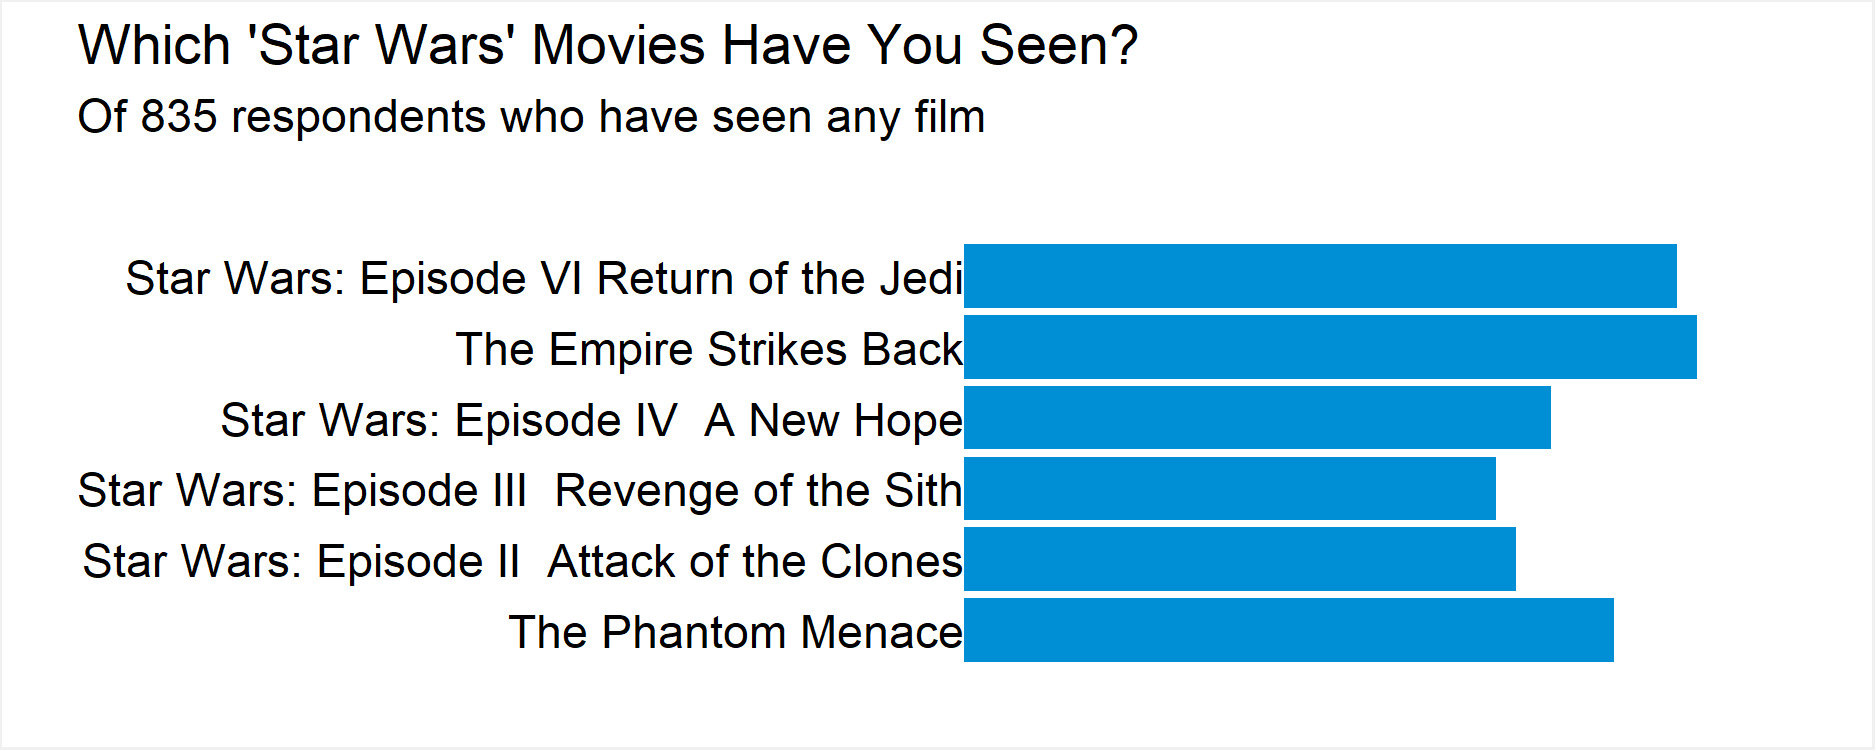 Which 'Star Wars' Movies Have You Seen?
Of 835 respondents who have seen any film
Star Wars: Episode VI Return of the Jedi
The Empire Strikes Back
Star Wars: Episode IV  A New Hope
Star Wars: Episode III  Revenge of the Sith
Star Wars: Episode II  Attack of the Clones
The Phantom Menace